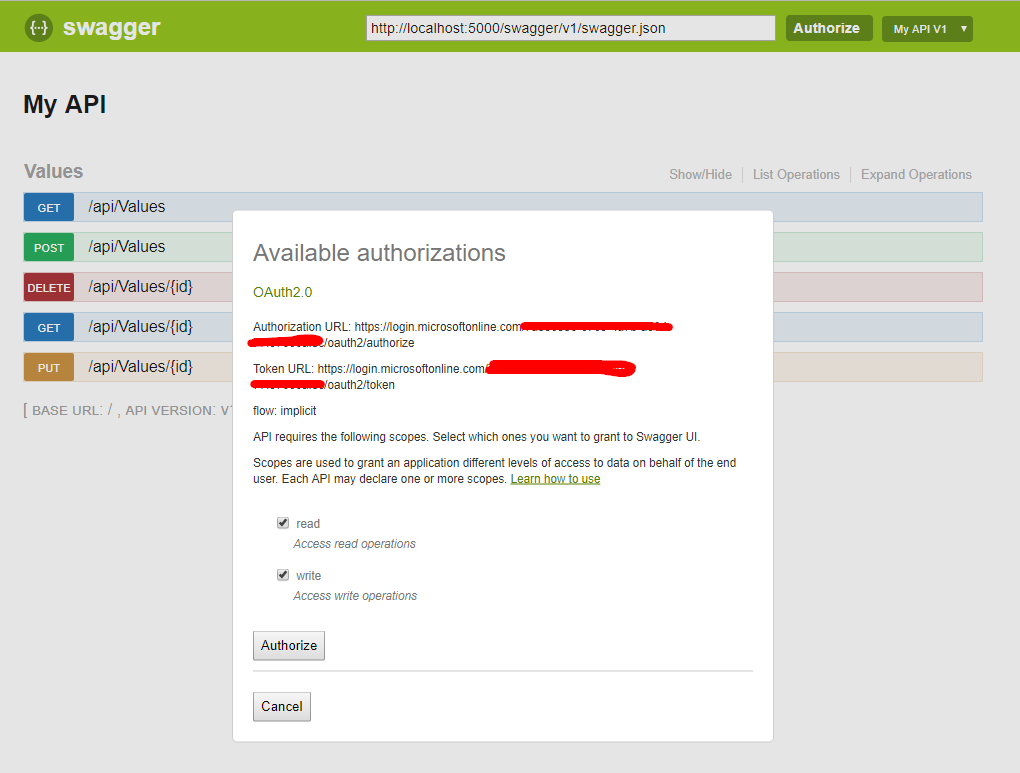 {··} swagger
http://localhost:5000/swagger/v1/swagger.json
Authorize
My API V1
My API
Values
Show/Hide
List Operations
Expand Operations
GET /api/Values
POST /api/Values
DELETE /api/Values/{id}
GET /api/Values/{id}
PUT /api/Values/{id}
[ BASE URL: / , API VERSION:
Available authorizations
OAuth2.0
Authorization URL: https://login.microsoftonline.com
/oauth2/authorize
Token URL: https://login.microsoftonline.com/
/oauth2/token
flow: implicit
API requires the following scopes. Select which ones you want to grant to Swagger UI.
Scopes are used to grant an application different levels of access to data on behalf of the end
user. Each API may declare one or more scopes. Learn how to use
read
Access read operations
write
Access write operations
Authorize
Cancel